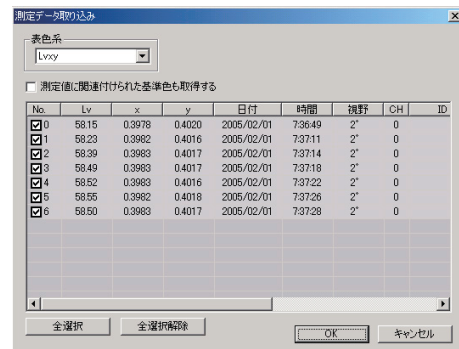 測定データ取り込み
表色系
Lvxy
測定値に関連付けられた基準色も取得する
No. Lv x y 日付 時間 視野 CH ID
0 58.15 0.3978 0.4020 2005/02/01 7:36:49 2° 0
1 58.23 0.3982 0.4016 2005/02/01 7:37:11 2° 0
2 58.39 0.3983 0.4017 2005/02/01 7:37:14 2° 0
3 58.49 0.3983 0.4017 2005/02/01 7:37:18 2° 0
4 58.52 0.3983 0.4016 2005/02/01 7:37:22 2° 0
5 58.55 0.3982 0.4018 2005/02/01 7:37:26 2° 0
6 58.50 0.3983 0.4017 2005/02/01 7:37:28 2° 0
全選択 全選択解除 OK キャンセル